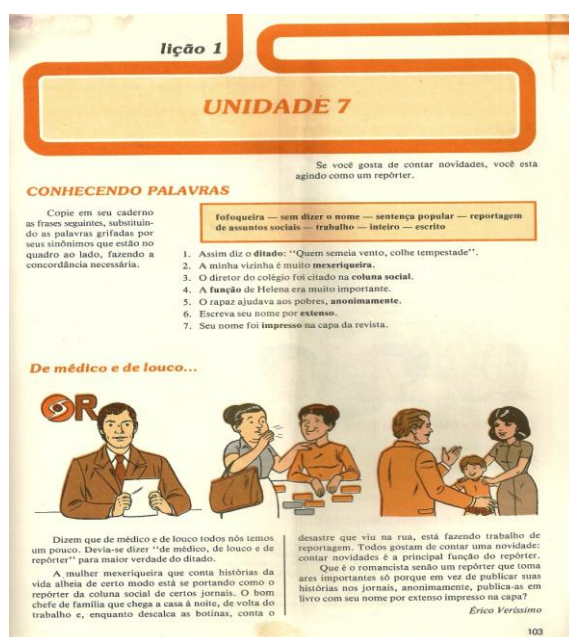 lição 1
UNIDADE 7
Se você gosta de contar novidades, você esta
agindo como um repórter.
CONHECENDO PALAVRAS
Copie em seu caderno
as frases seguintes, substituin-
do as palavras grifadas por
seus sinônimos que estão no
quadro ao lado, fazendo a
concordância necessária.
fofoqueira — sem dizer o nome — sentença popular — reportagem
de assuntos sociais — trabalho — inteiro — escrito
1. Assim diz o ditado: "Quem semeia vento, colhe tempestade".
2. A minha vizinha é muito mexeriqueira.
3. O diretor do colégio foi citado na coluna social.
4. A função de Helena era muito importante.
5. O rapaz ajudava aos pobres, anonimamente.
6. Escreva seu nome por extenso.
7. Seu nome foi impresso na capa da revista.
De médico e de louco...
OR
Dizem que de médico e de louco todos nós temos
um pouco. Devia-se dizer "de médico, de louco e de
repórter" para maior verdade do ditado.
A mulher mexeriqueira que conta histórias da
vida alheia de certo modo está se portando como o
repórter da coluna social de certos jornais. O bom
chefe de família que chega a casa à noite, de volta do
trabalho e, enquanto descalca as botinas, conta o
desastre que viu na rua, está fazendo trabalho de
reportagem. Todos gostam de contar uma novidade:
contar novidades é a principal função do repórter.
Que é o romancista senão um repórter que toma
ares importantes só porque em vez de publicar suas
histórias nos jornais, anonimamente, publica-as em
livro com seu nome por extenso impresso na capa?
Érico Veríssimo
103